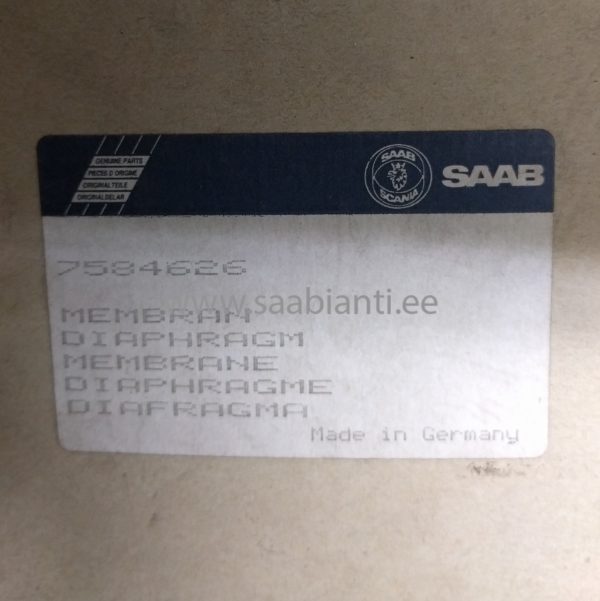 GENUINE PARTS
PIECES D ORIGINE
ORIGINALTEILE
ORIGINALDELAR
SAAB
SCANIA
SAAB
7584626
www.saabianti.ee
MEMBRAN
DIAPHRAGM
MEMBRANE
DIAPHRAGME
DIAFRAGMA
Made in Germany